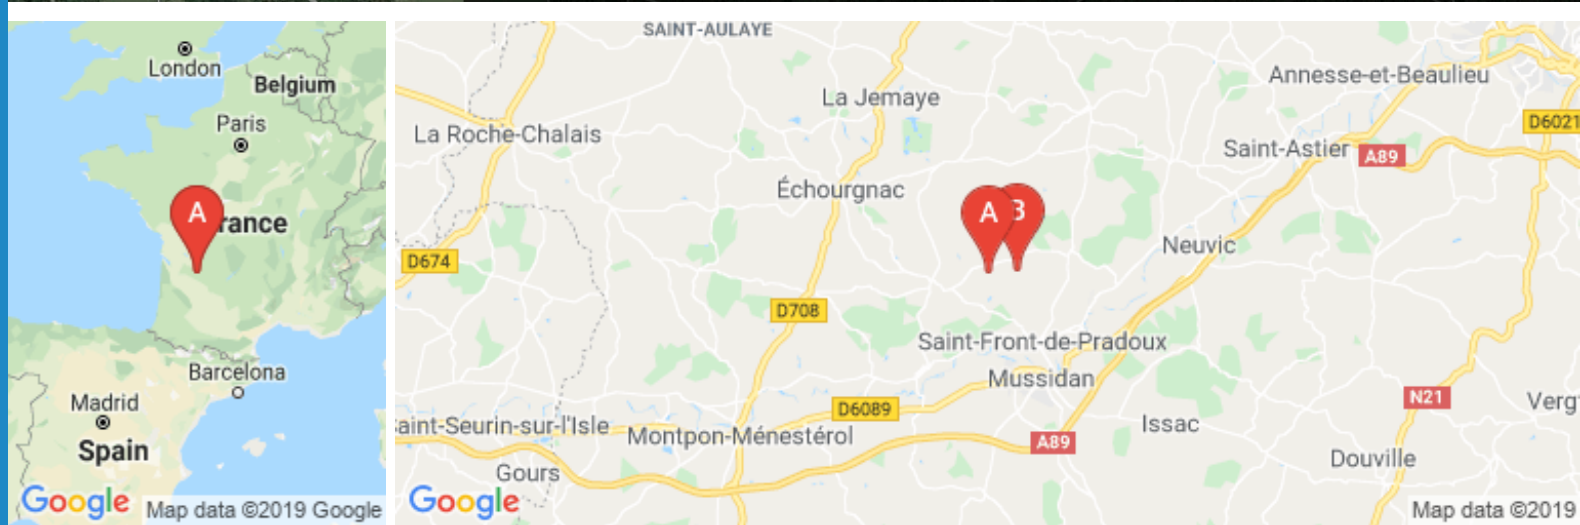 London
Belgium
Paris
A
rance
Barcelona
Madrid
Spain
Google
Map data ©2019 Google
SAINT-AULAYE
Annesse-et-Beaulieu
La Jemaye
D6021
La Roche-Chalais
Saint-Astier
A89
Échourgnac
A
B
Neuvic
D674
D708
Saint-Front-de-Pradoux
Mussidan
N21
Verg
D6089
aint-Seurin-sur-l'Isle
Montpon-Ménestérol
A89
Issac
Gours
Douville
Google
Map data ©2019